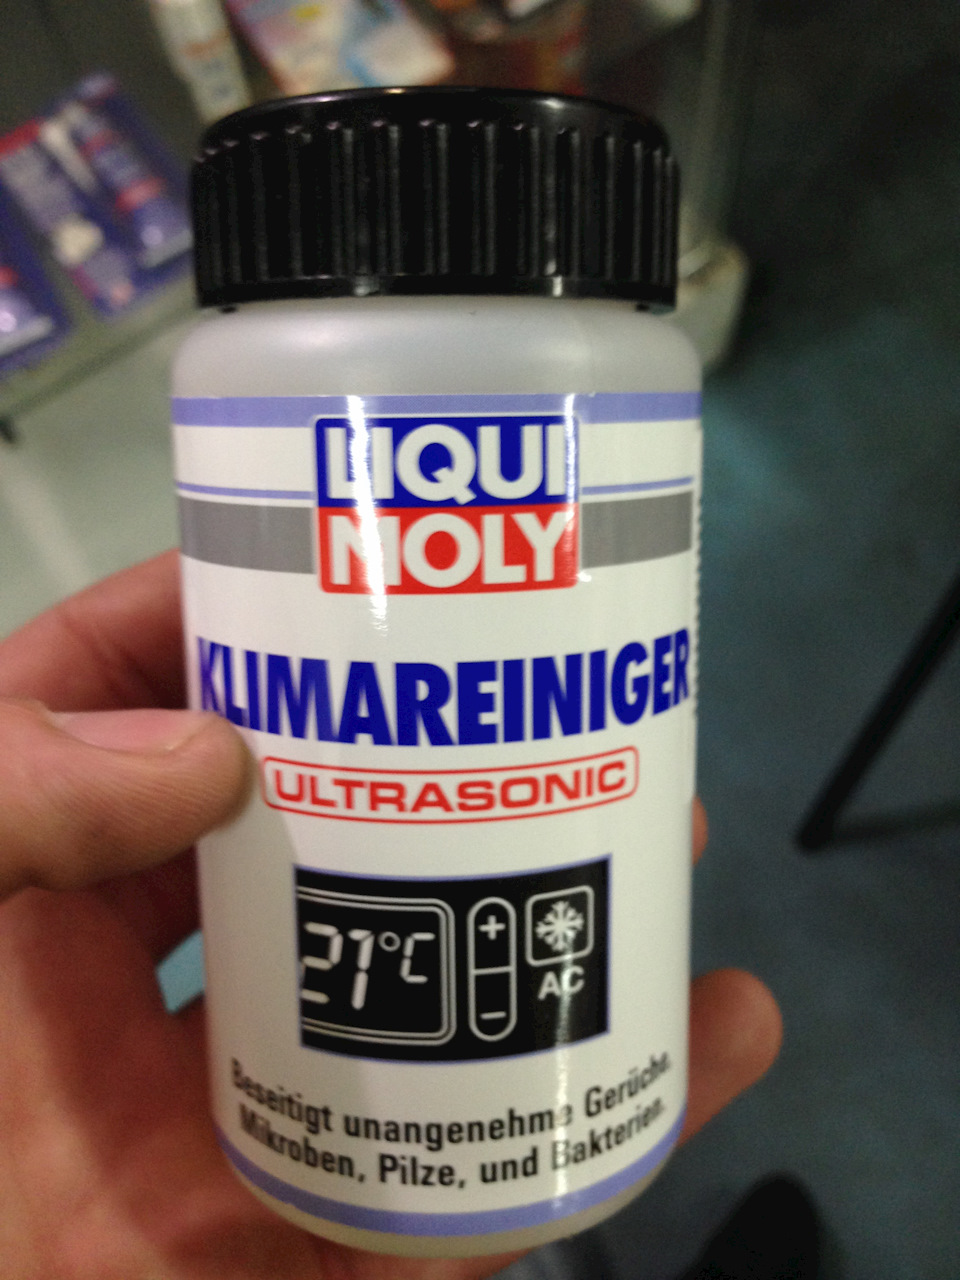 LIQUI
MOLY
KLIMAREINIGER
ULTRASONIC
21°C
+
AC
-
Beseitigt unangenehme Gerüche.
Mikroben, Pilze, und Bakterien.